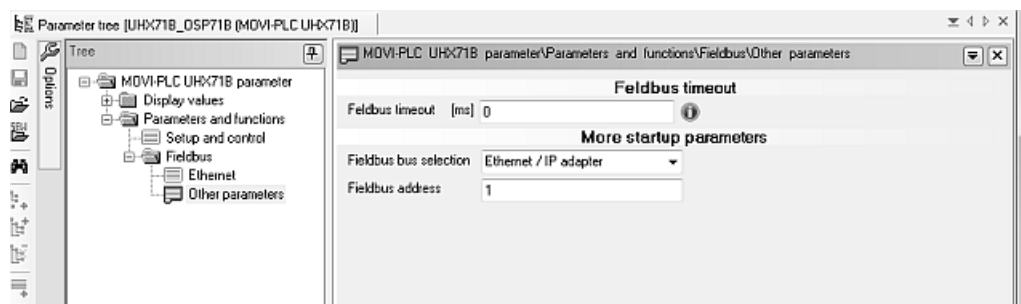 Parameter tree [UHX71B_OSP71B (MOVI-PLC UHX71B)]
Options
Tree
MOVI-PLC UHX71B parameter
Display values
Parameters and functions
Setup and control
Fieldbus
Ethernet
Other parameters
MOVI-PLC UHX71B parameter\Parameters and functions\Fieldbus\Other parameters
Feldbus timeout
Feldbus timeout [ms] 0
More startup parameters
Fieldbus bus selection Ethernet / IP adapter
Fieldbus address 1